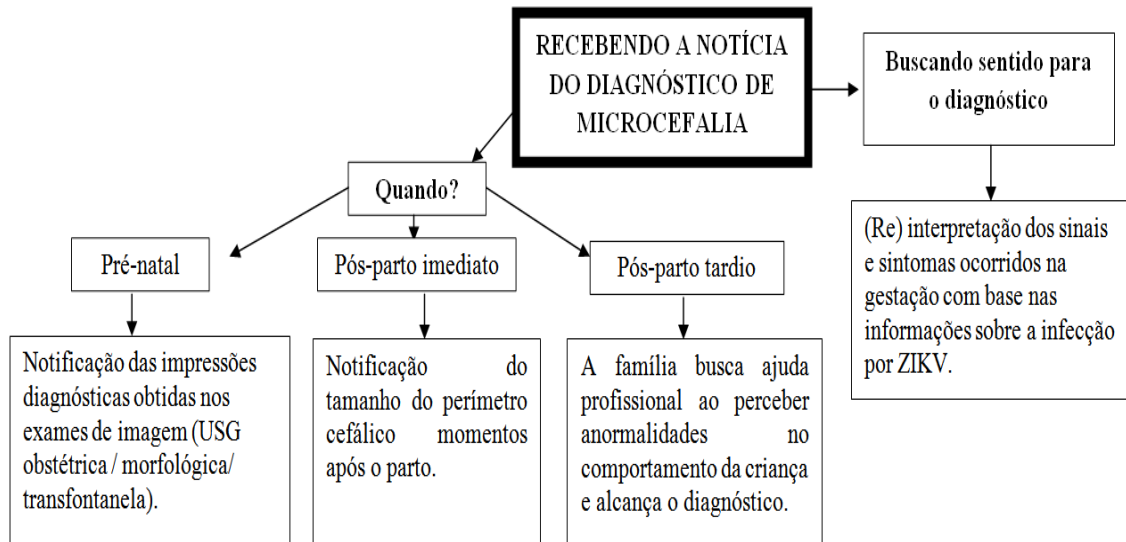 RECEBENDO A NOTÍCIA
DO DIAGNÓSTICO DE
MICROCEFALIA
Buscando sentido para
o diagnóstico
Quando?
Pré-natal
Pós-parto imediato
Pós-parto tardio
(Re) interpretação dos sinais
e sintomas ocorridos na
gestação com base nas
informações sobre a infecção
por ZIKV.
Notificação das impressões
diagnósticas obtidas nos
exames de imagem (USG
obstétrica / morfológica/
transfontanela).
Notificação do
tamanho do perímetro
cefálico momentos
após o parto.
A família busca ajuda
profissional ao perceber
anormalidades no
comportamento da criança
e alcança o diagnóstico.